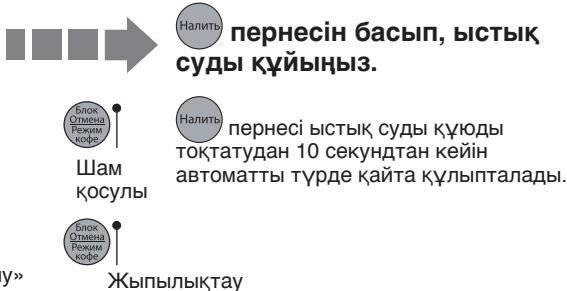 Налить пернесін басып, ыстық
суды құйыңыз.
Блок
Отмена
Режим
кофе
Шам
қосулы
Налить пернесі ыстық суды құюды
тоқтатудан 10 секундтан кейін
автоматты түрде қайта құлыпталады.
Блок
Отмена
Режим
кофе
Жыпылықтау